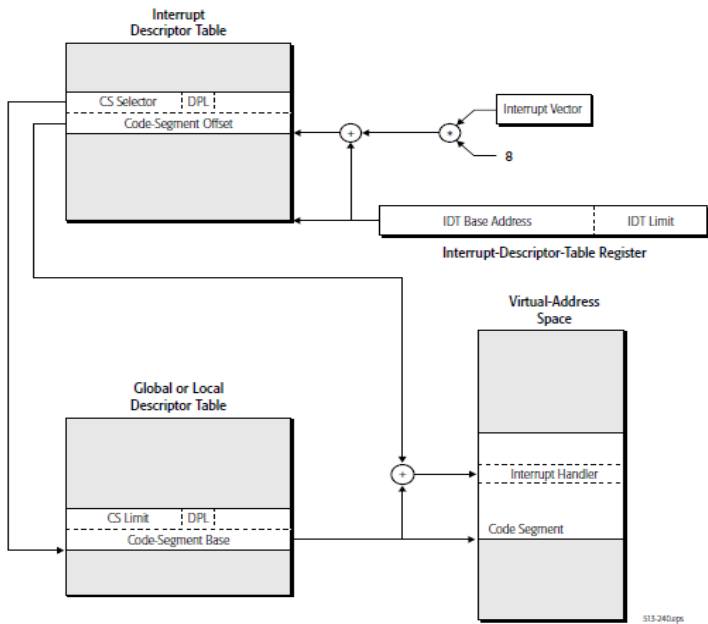 Interrupt
Descriptor Table
CS Selector DPL
Code-Segment Offset
+
*
Interrupt Vector
8
IDT Base Address IDT Limit
Interrupt-Descriptor-Table Register
Virtual-Address
Space
Global or Local
Descriptor Table
+
Interrupt Handler
CS Limit DPL
Code-Segment Base
Code Segment
513-240.eps